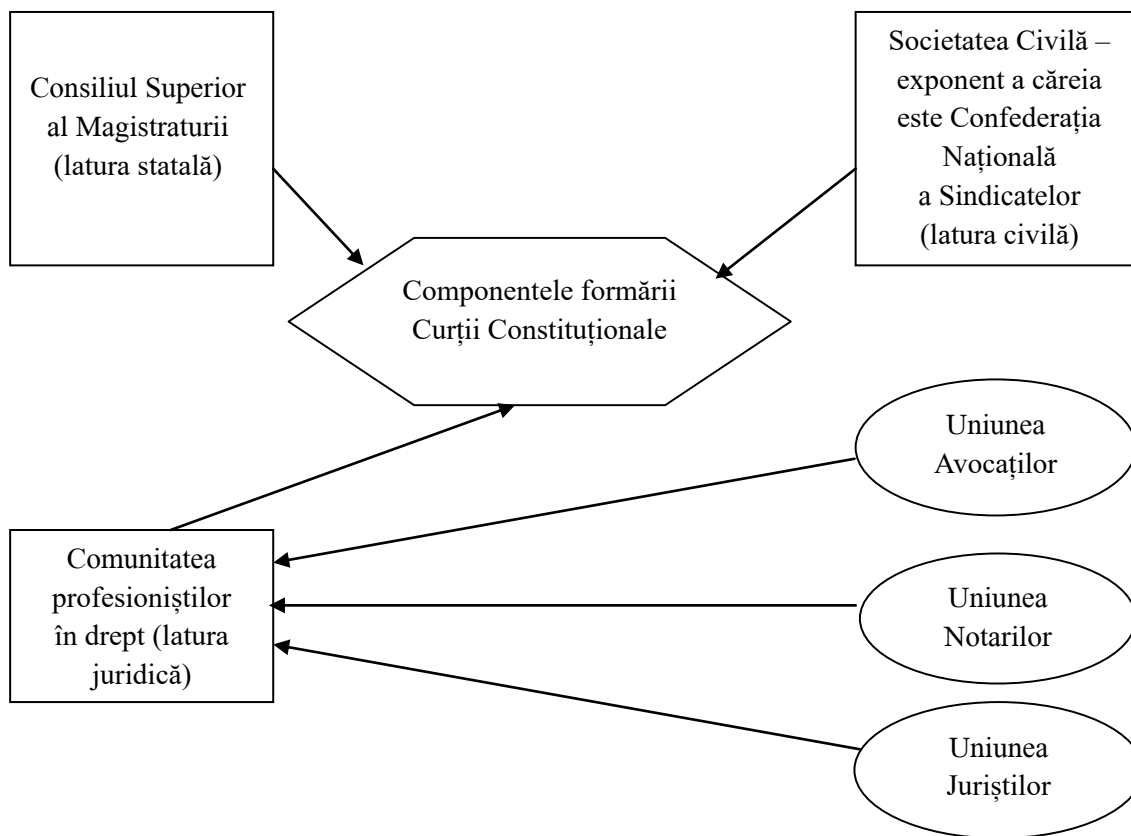 Consiliul Superior
al Magistraturii
(latura statală)
Societatea Civilă –
exponent a căreia
este Confederația
Națională
a Sindicatelor
(latura civilă)
Componentele formării
Curții Constituționale
Uniunea
Avocaților
Comunitatea
profesioniștilor
în drept (latura
juridică)
Uniunea
Notarilor
Uniunea
Juriștilor